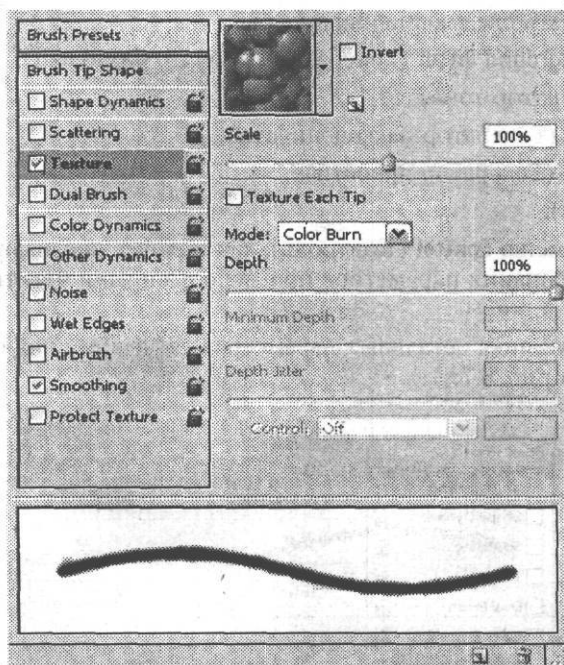 Brush Presets
Brush Tip Shape
Shape Dynamics
Scattering
Texture
Dual Brush
Color Dynamics
Other Dynamics
Noise
Wet Edges
Airbrush
Smoothing
Protect Texture
Invert
Scale 100%
Texture Each Tip
Mode: Color Burn
Depth 100%
Minimum Depth
Depth Jitter
Control: Off